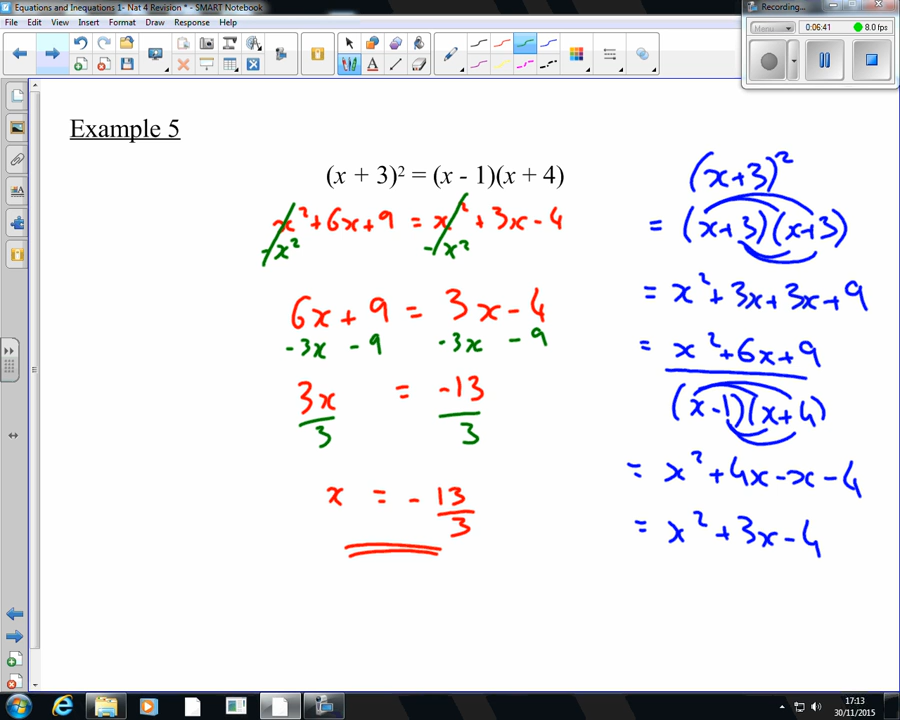 Equations and Inequations 1- Nat 4 Revision * - SMART Notebook
Recording...
File Edit View Insert Format Tools Add-ons Draw Response Help
Menu
0:06:41
8.0 fps
Example 5
(x + 3)² = (x - 1)(x + 4)
x² + 6x + 9 = x² + 3x - 4
-x² -x²
6x + 9 = 3x - 4
-3x - 9 -3x - 9
3x = -13
3 3
x = - 13/3
(x+3)²
= (x+3)(x+3)
= x² + 3x + 3x + 9
= x² + 6x + 9
(x-1)(x+4)
= x² + 4x - x - 4
= x² + 3x - 4
17:13
30/11/2015